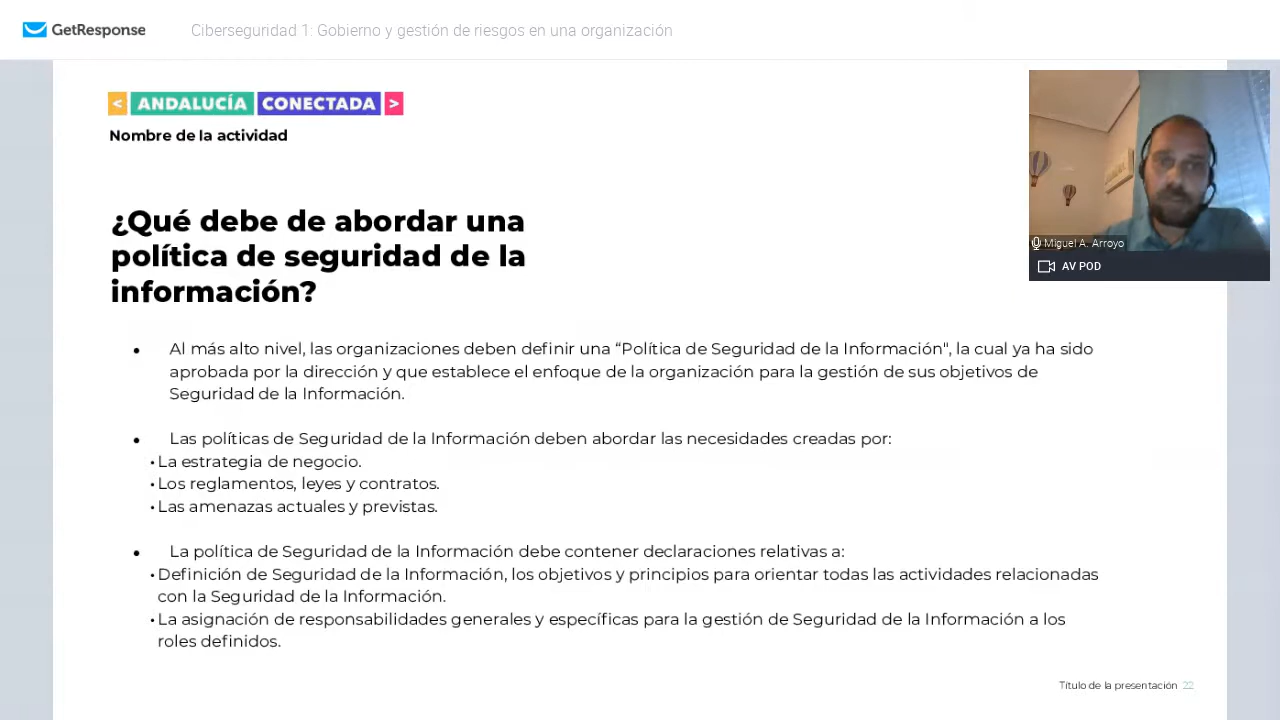 GetResponse
Ciberseguridad 1: Gobierno y gestión de riesgos en una organización
< ANDALUCÍA CONECTADA >
Nombre de la actividad
¿Qué debe de abordar una
política de seguridad de la
información?
Miguel A. Arroyo
AV POD
• Al más alto nivel, las organizaciones deben definir una “Política de Seguridad de la Información", la cual ya ha sido
aprobada por la dirección y que establece el enfoque de la organización para la gestión de sus objetivos de
Seguridad de la Información.
• Las políticas de Seguridad de la Información deben abordar las necesidades creadas por:
• La estrategia de negocio.
• Los reglamentos, leyes y contratos.
• Las amenazas actuales y previstas.
• La política de Seguridad de la Información debe contener declaraciones relativas a:
• Definición de Seguridad de la Información, los objetivos y principios para orientar todas las actividades relacionadas
con la Seguridad de la Información.
• La asignación de responsabilidades generales y específicas para la gestión de Seguridad de la Información a los
roles definidos.
Título de la presentación 22